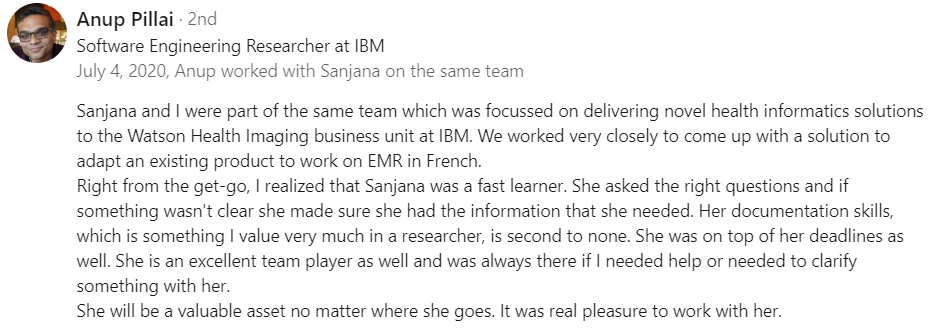 Anup Pillai · 2nd
Software Engineering Researcher at IBM
July 4, 2020, Anup worked with Sanjana on the same team
Sanjana and I were part of the same team which was focussed on delivering novel health informatics solutions
to the Watson Health Imaging business unit at IBM. We worked very closely to come up with a solution to
adapt an existing product to work on EMR in French.
Right from the get-go, I realized that Sanjana was a fast learner. She asked the right questions and if
something wasn't clear she made sure she had the information that she needed. Her documentation skills,
which is something I value very much in a researcher, is second to none. She was on top of her deadlines as
well. She is an excellent team player as well and was always there if I needed help or needed to clarify
something with her.
She will be a valuable asset no matter where she goes. It was real pleasure to work with her.